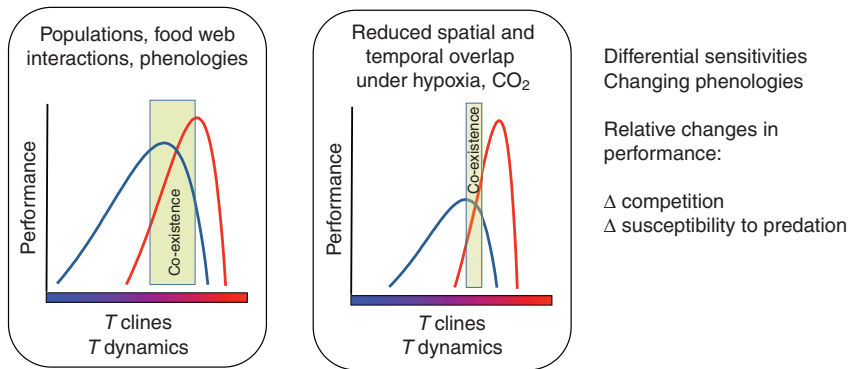 Populations, food web
interactions, phenologies
Performance
Co-existence
T clines
T dynamics
Reduced spatial and
temporal overlap
under hypoxia, CO₂
Performance
Co-existence
T clines
T dynamics
Differential sensitivities
Changing phenologies
Relative changes in
performance:
Δ competition
Δ susceptibility to predation